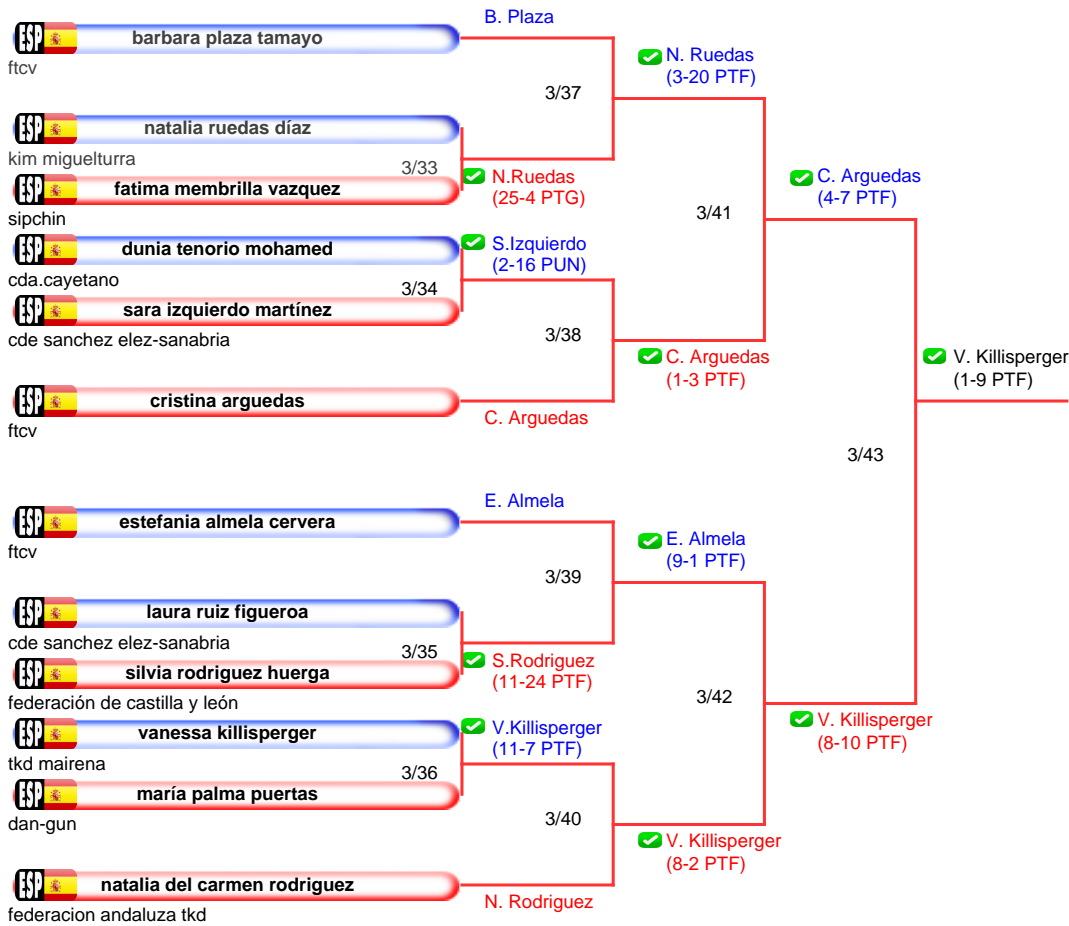 B. Plaza
ESP
barbara plaza tamayo
ftcv
N. Ruedas
(3-20 PTF)
3/37
ESP
natalia ruedas díaz
kim miguelturra
3/33
N.Ruedas
(25-4 PTG)
ESP
fatima membrilla vazquez
sipchin
C. Arguedas
(4-7 PTF)
3/41
ESP
dunia tenorio mohamed
cda.cayetano
S.Izquierdo
(2-16 PUN)
3/34
ESP
sara izquierdo martínez
cde sanchez elez-sanabria
3/38
C. Arguedas
(1-3 PTF)
V. Killisperger
(1-9 PTF)
ESP
cristina arguedas
ftcv
C. Arguedas
3/43
E. Almela
ESP
estefania almela cervera
ftcv
E. Almela
(9-1 PTF)
3/39
ESP
laura ruiz figueroa
cde sanchez elez-sanabria
3/35
S.Rodriguez
(11-24 PTF)
ESP
silvia rodriguez huerga
federación de castilla y león
3/42
V. Killisperger
(8-10 PTF)
ESP
vanessa killisperger
tkd mairena
V.Killisperger
(11-7 PTF)
3/36
ESP
maría palma puertas
dan-gun
3/40
V. Killisperger
(8-2 PTF)
ESP
natalia del carmen rodriguez
federacion andaluza tkd
N. Rodriguez